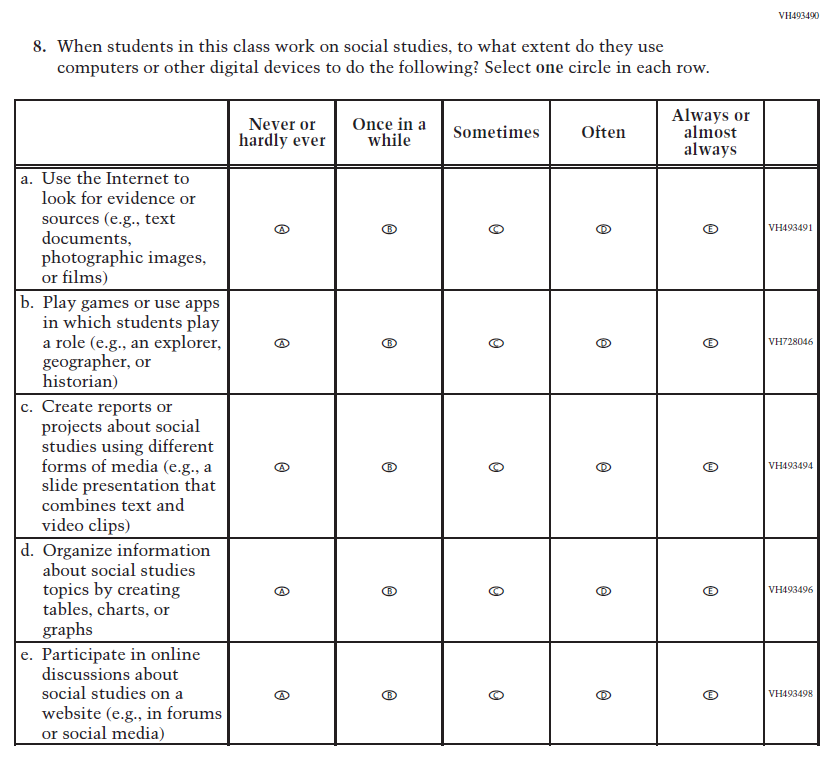 VH493490
8. When students in this class work on social studies, to what extent do they use
computers or other digital devices to do the following? Select one circle in each row.
Never or
hardly ever
Once in a
while
Sometimes
Often
Always or
almost
always
a. Use the Internet to
look for evidence or
sources (e.g., text
documents,
photographic images,
or films)
A B C D E VH493491
b. Play games or use apps
in which students play
a role (e.g., an explorer,
geographer, or
historian)
A B C D E VH728046
c. Create reports or
projects about social
studies using different
forms of media (e.g., a
slide presentation that
combines text and
video clips)
A B C D E VH493494
d. Organize information
about social studies
topics by creating
tables, charts, or
graphs
A B C D E VH493496
e. Participate in online
discussions about
social studies on a
website (e.g., in forums
or social media)
A B C D E VH493498